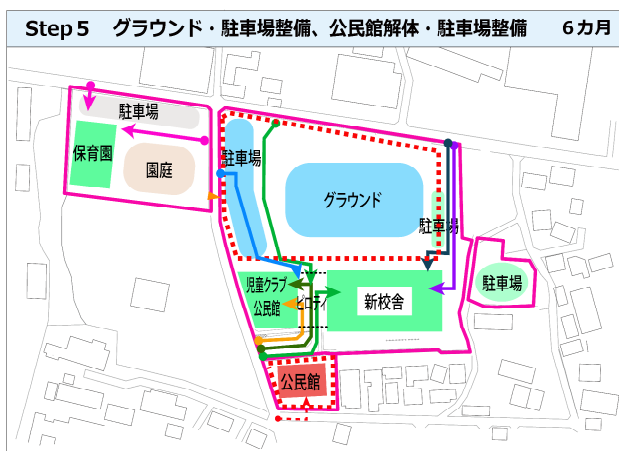 Step５　グラウンド・駐車場整備、公民館解体・駐車場整備　６カ月
駐車場
保育園
園庭
駐車場
グラウンド
駐車場
児童クラブ
公民館
ピロティ
新校舎
駐車場
公民館